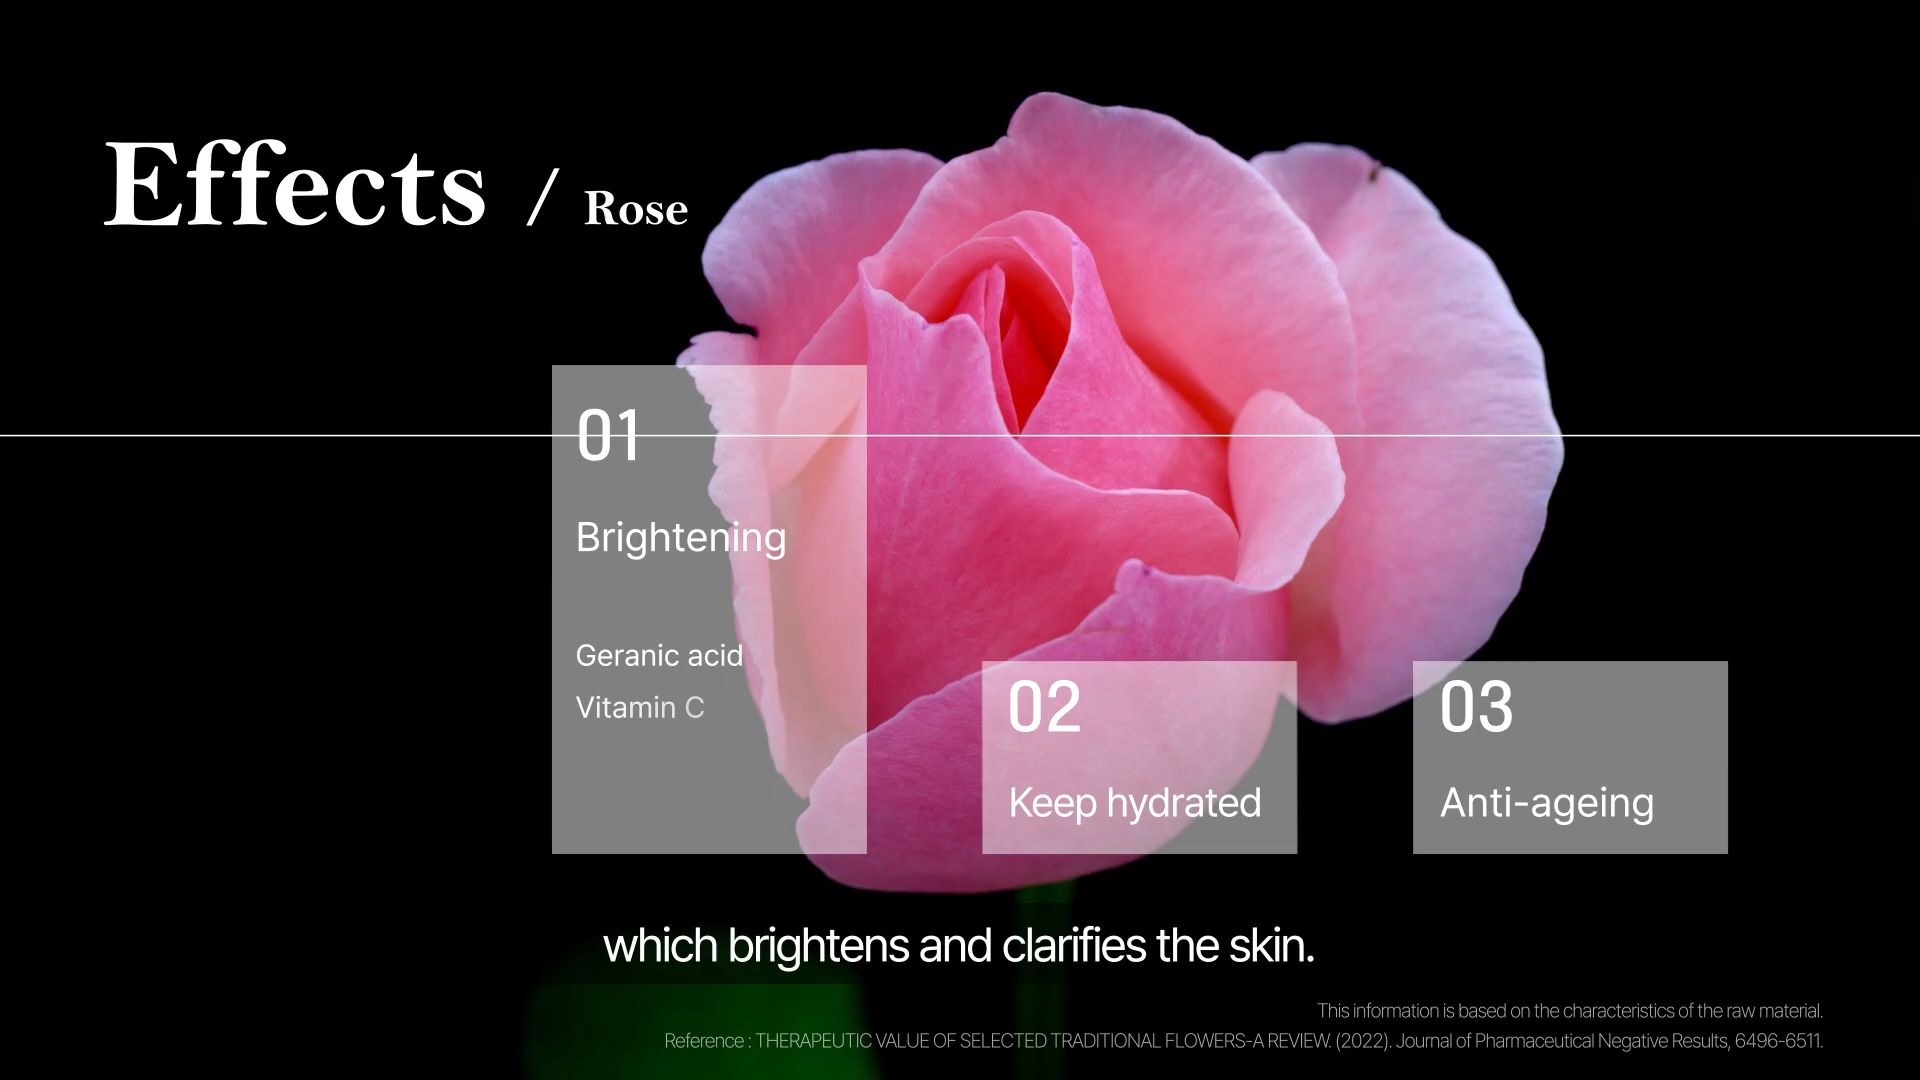 Effects / Rose
01
Brightening
Geranic acid
Vitamin C
02
Keep hydrated
03
Anti-ageing
which brightens and clarifies the skin.
This information is based on the characteristics of the raw material.
Reference : THERAPEUTIC VALUE OF SELECTED TRADITIONAL FLOWERS-A REVIEW. (2022). Journal of Pharmaceutical Negative Results, 6496-6511.